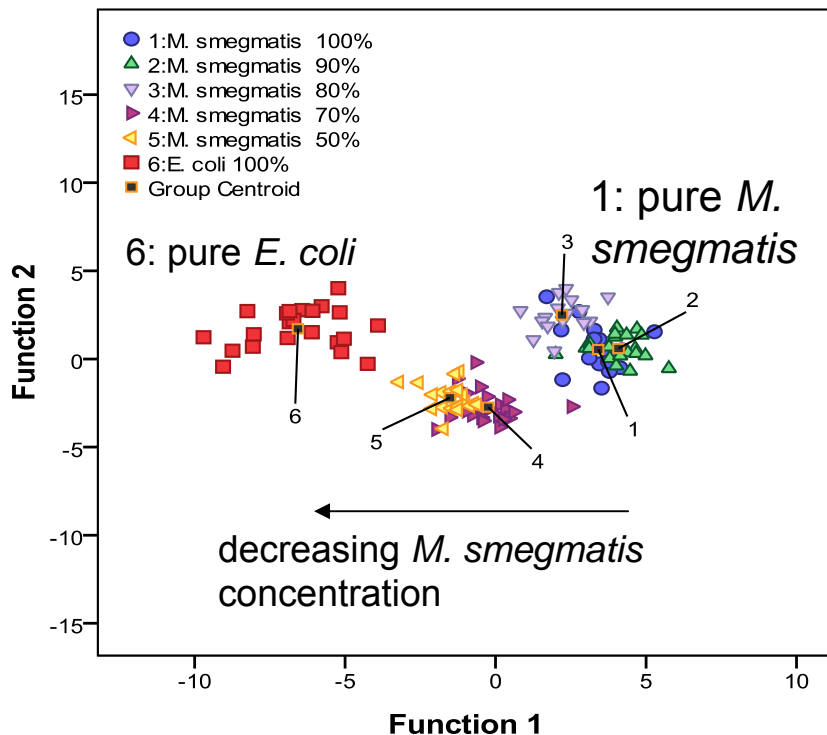 1:M. smegmatis 100%
2:M. smegmatis 90%
3:M. smegmatis 80%
4:M. smegmatis 70%
5:M. smegmatis 50%
6:E. coli 100%
Group Centroid
1: pure M.
smegmatis
6: pure E. coli
3
2
6
5
4
1
decreasing M. smegmatis
concentration
Function 2
15
10
5
0
-5
-10
-15
-10
-5
0
5
10
Function 1